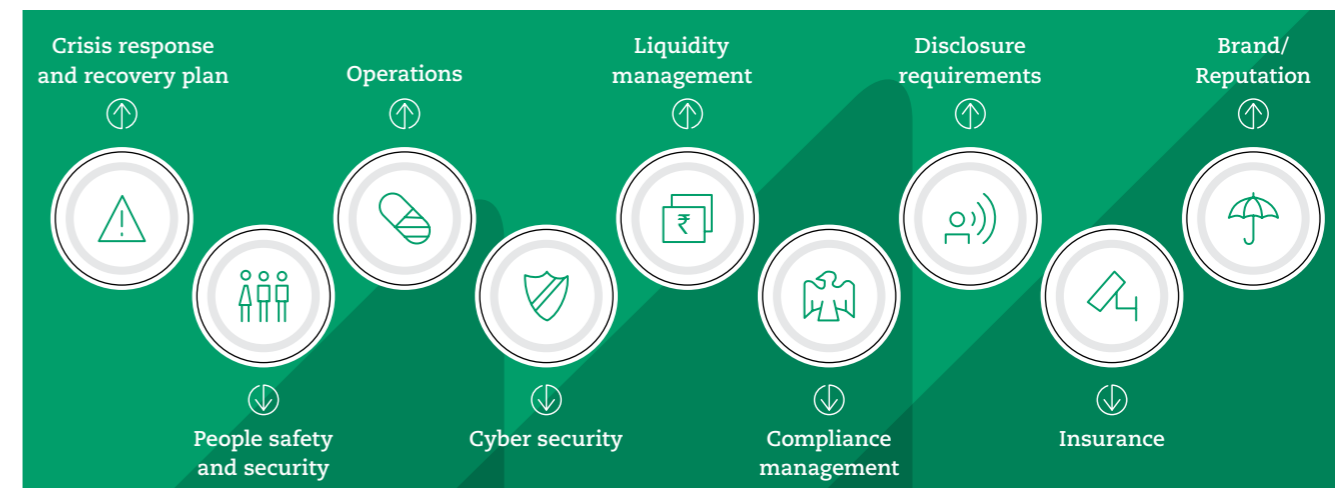 Crisis response
and recovery plan
People safety
and security
Operations
Cyber security
Liquidity
management
₹
Compliance
management
Disclosure
requirements
Insurance
Brand/
Reputation